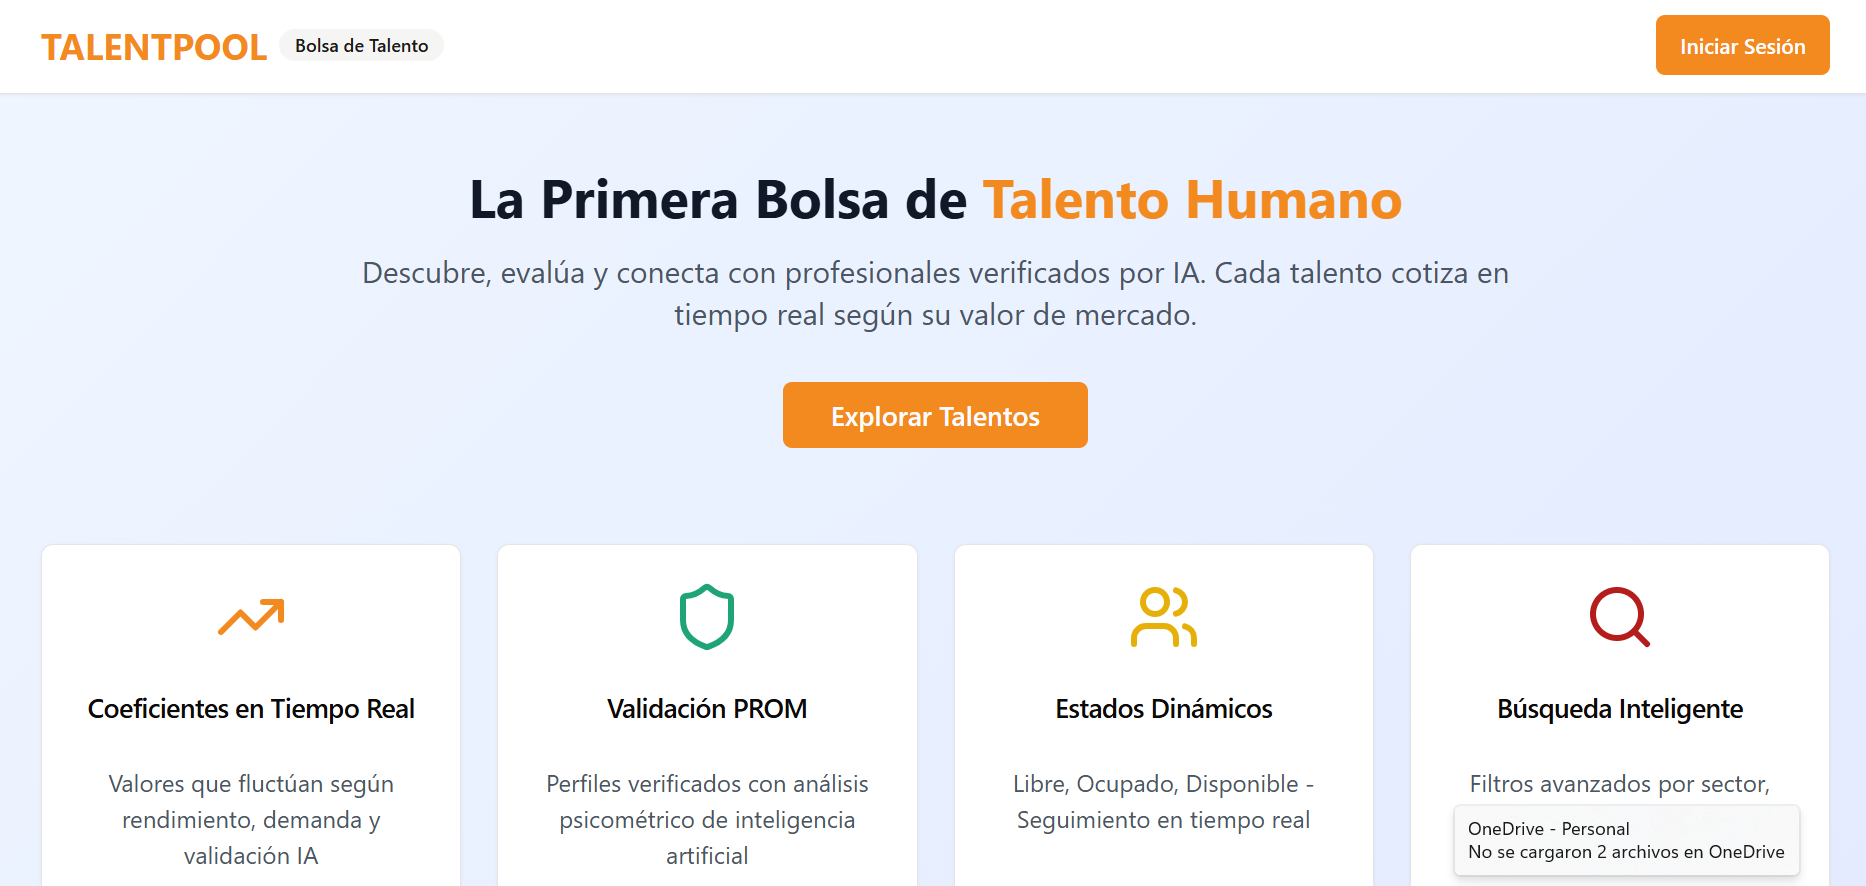 TALENTPOOL
Bolsa de Talento
Iniciar Sesión
La Primera Bolsa de Talento Humano
Descubre, evalúa y conecta con profesionales verificados por IA. Cada talento cotiza en
tiempo real según su valor de mercado.
Explorar Talentos
Coeficientes en Tiempo Real
Valores que fluctúan según
rendimiento, demanda y
validación IA
Validación PROM
Perfiles verificados con análisis
psicométrico de inteligencia
artificial
Estados Dinámicos
Libre, Ocupado, Disponible -
Seguimiento en tiempo real
Búsqueda Inteligente
Filtros avanzados por sector,
OneDrive - Personal
No se cargaron 2 archivos en OneDrive